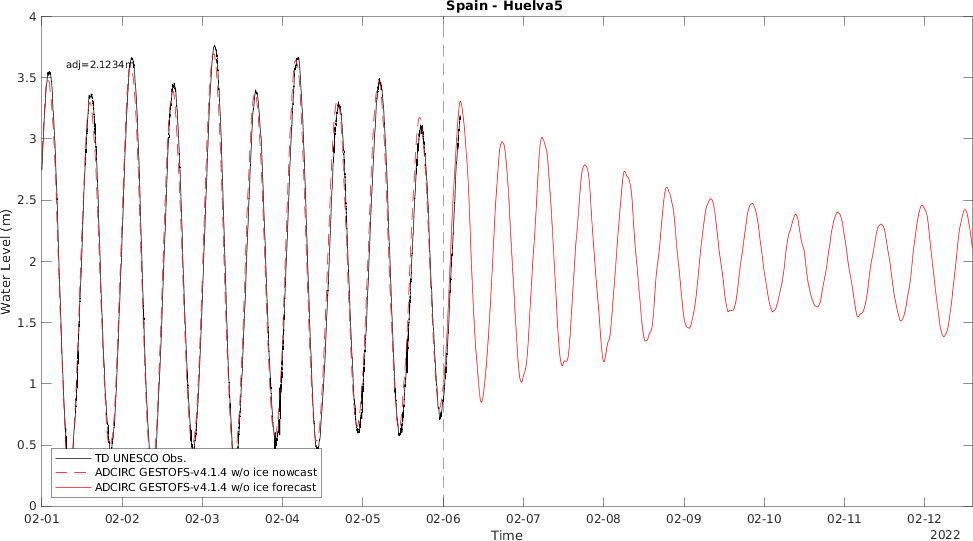 Spain - Huelva5
4
adj=2.1234m
3.5
3
2.5
2
1.5
1
0.5
0
Water Level (m)
TD UNESCO Obs.
ADCIRC GESTOFS-v4.1.4 w/o ice nowcast
ADCIRC GESTOFS-v4.1.4 w/o ice forecast
02-01 02-02 02-03 02-04 02-05 02-06 02-07 02-08 02-09 02-10 02-11 02-12
Time
2022